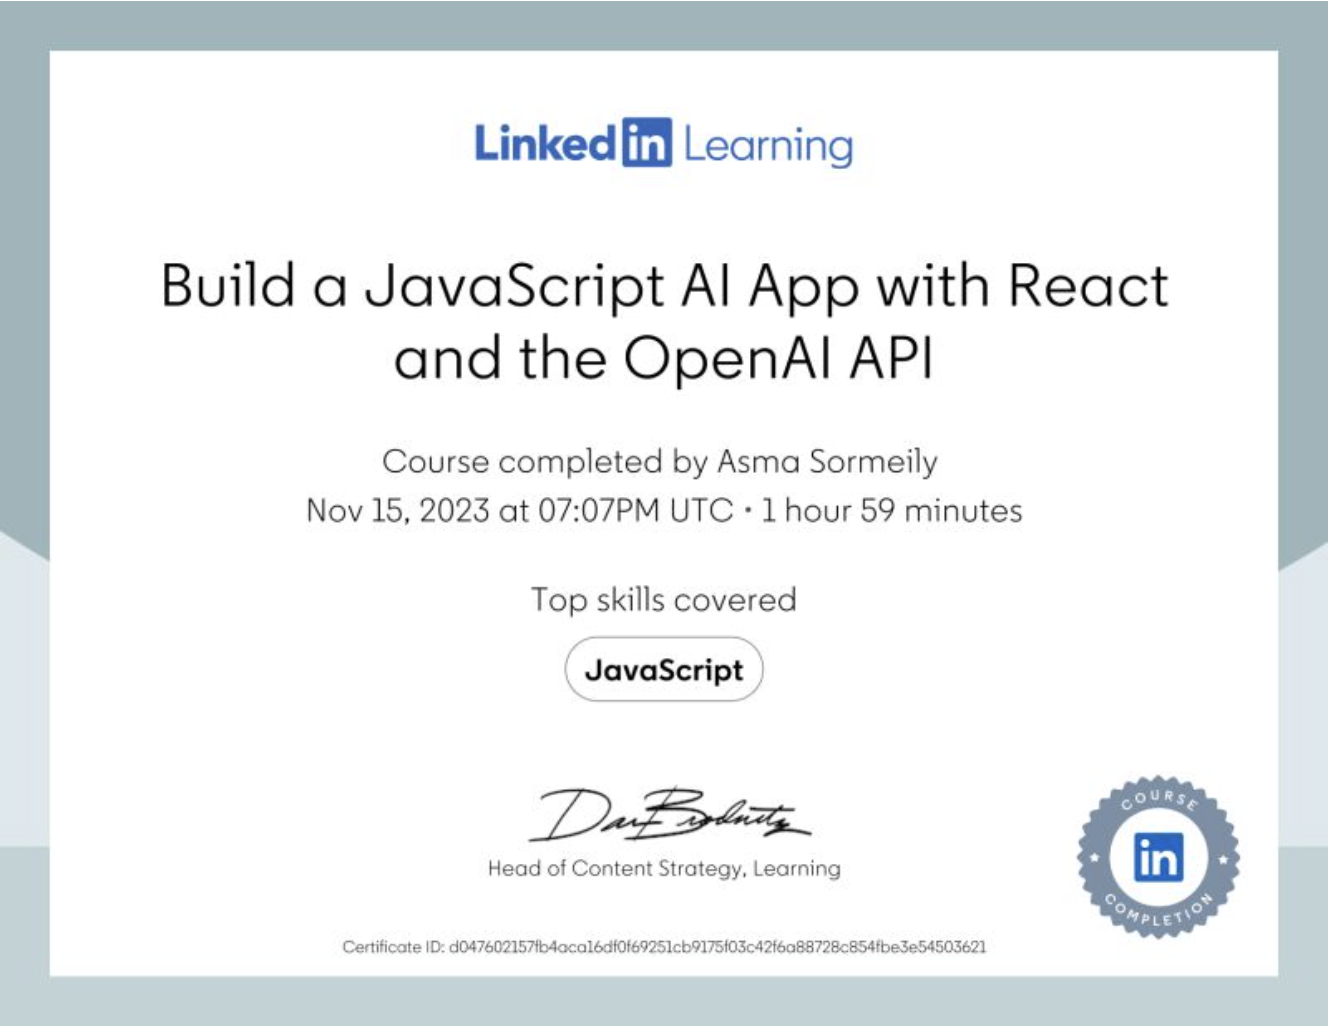 LinkedIn Learning
Build a JavaScript AI App with React
and the OpenAI API
Course completed by Asma Sormeily
Nov 15, 2023 at 07:07PM UTC • 1 hour 59 minutes
Top skills covered
JavaScript
Head of Content Strategy, Learning
COURSE
in
COMPLETION
Certificate ID: d047602157fb4aca16df0f69251cb9175f03c42f6a88728c854fbe3e54503621